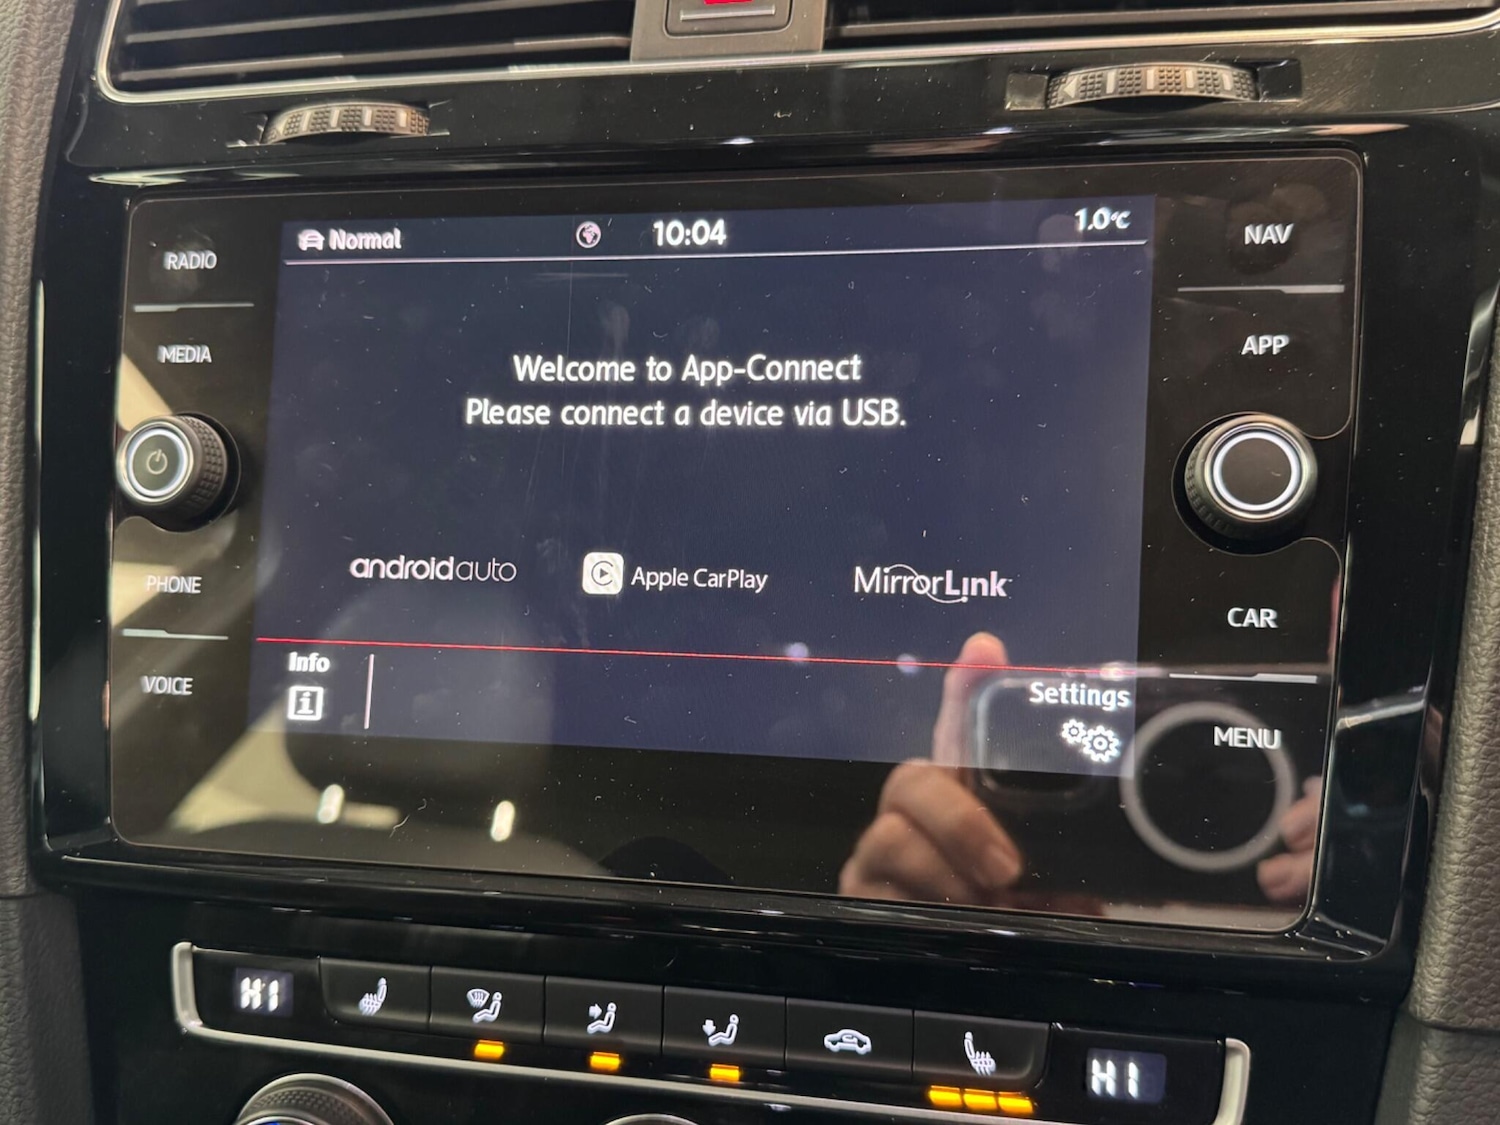 RADIO
MEDIA
PHONE
VOICE
Normal
10:04
1.0°C
Welcome to App-Connect
Please connect a device via USB.
androidauto
Apple CarPlay
MirrorLink
Info
i
Settings
NAV
APP
CAR
MENU
HI
HI